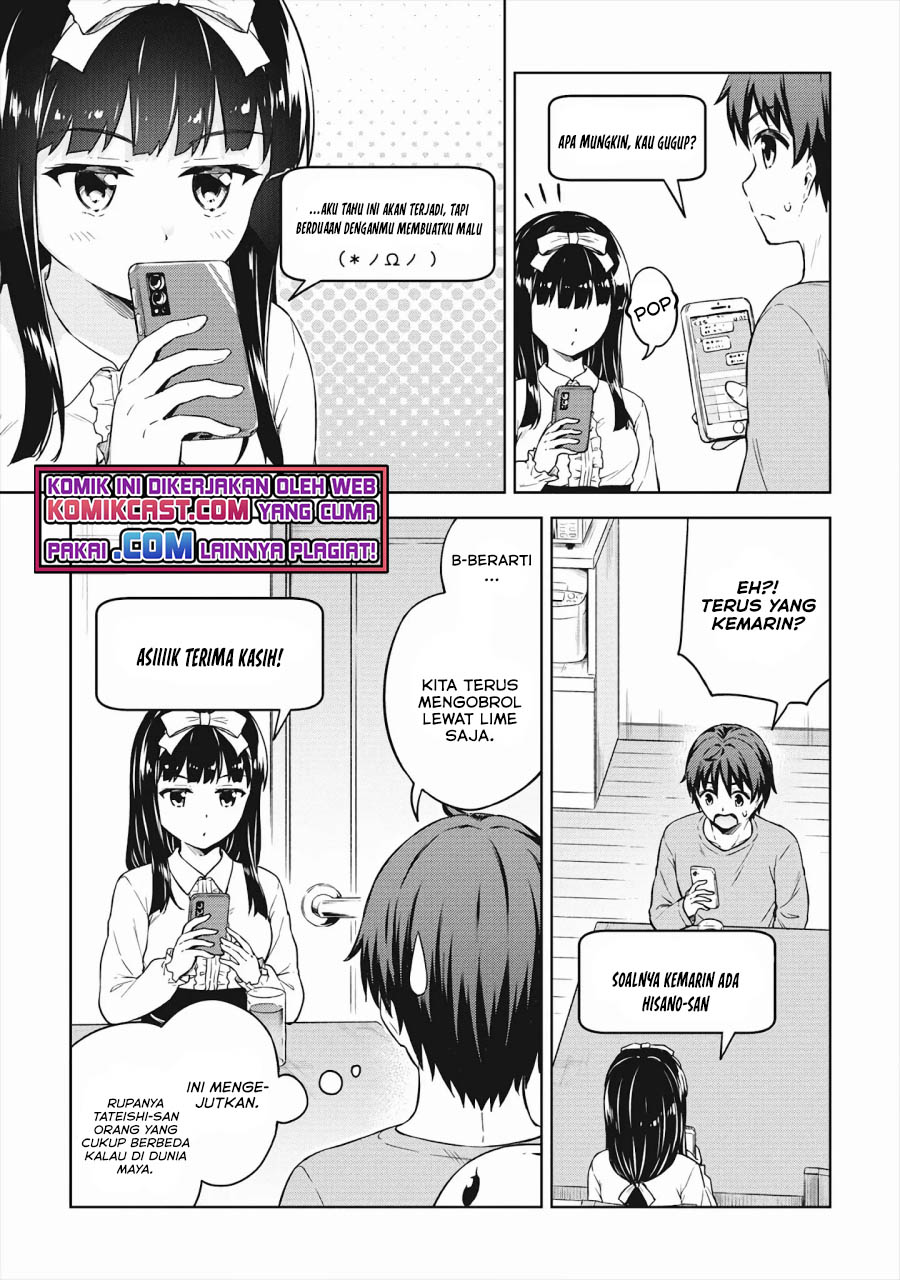 APA MUNGKIN, KAU GUGUP?
POP
...AKU TAHU INI AKAN TERJADI, TAPI
BERDUAAN DENGANMU MEMBUATKU MALU
(*ノΩノ)
KOMIK INI DIKERJAKAN OLEH WEB
KOMIKCAST.COM YANG CUMA
PAKAI .COM LAINNYA PLAGIAT!
EH?!
TERUS YANG
KEMARIN?
SOALNYA KEMARIN ADA
HISANO-SAN
B-BERARTI
...
KITA TERUS
MENGOBROL
LEWAT LIME
SAJA.
ASIIIIK TERIMA KASIH!
INI MENGE-
JUTKAN.
RUPANYA
TATEISHI-SAN
ORANG YANG
CUKUP BERBEDA
KALAU DI DUNIA
MAYA.